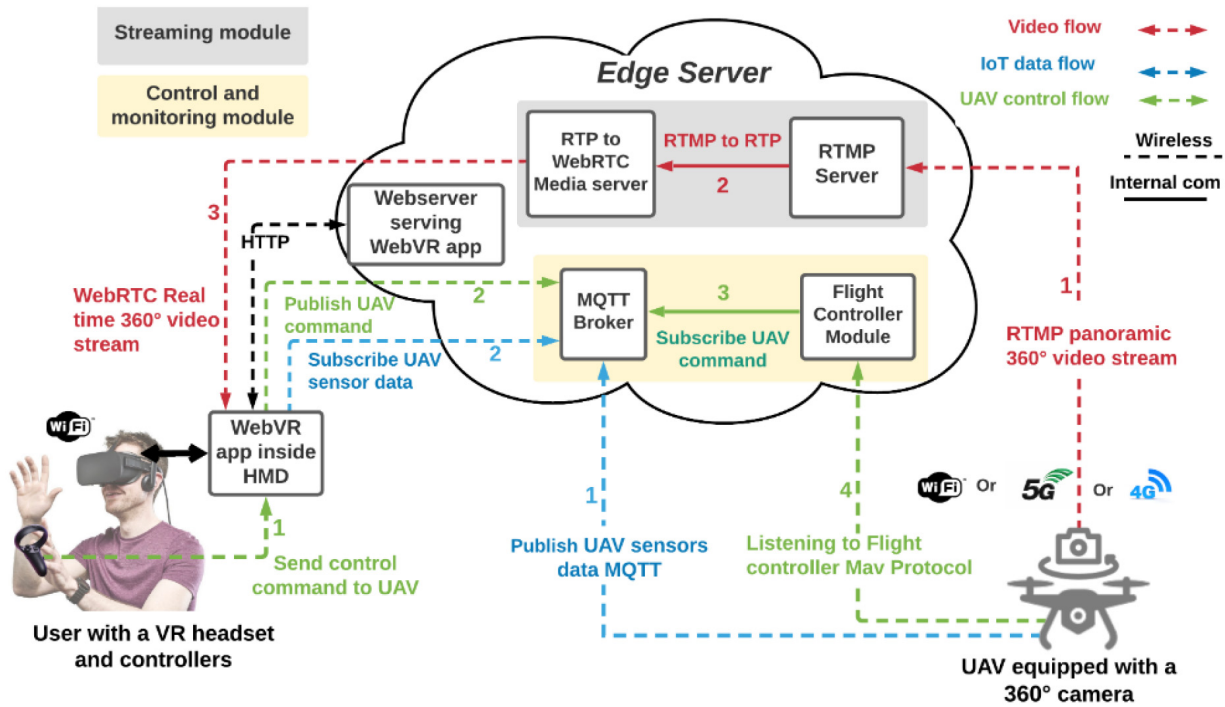 Streaming module
Control and
monitoring module
Edge Server
Video flow
IoT data flow
UAV control flow
Wireless
Internal com
RTP to
WebRTC
Media server
RTMP to RTP
2
RTMP
Server
3
Webserver
serving
WebVR app
HTTP
WebRTC Real
time 360° video
stream
Publish UAV
command
2
Subscribe UAV
sensor data
2
MQTT
Broker
3
Subscribe UAV
command
Flight
Controller
Module
1
RTMP panoramic
360° video stream
WiFi
WebVR
app inside
HMD
1
Send control
command to UAV
1
Publish UAV sensors
data MQTT
4
Listening to Flight
controller Mav Protocol
WiFi Or 5G Or 4G
User with a VR headset
and controllers
UAV equipped with a
360° camera